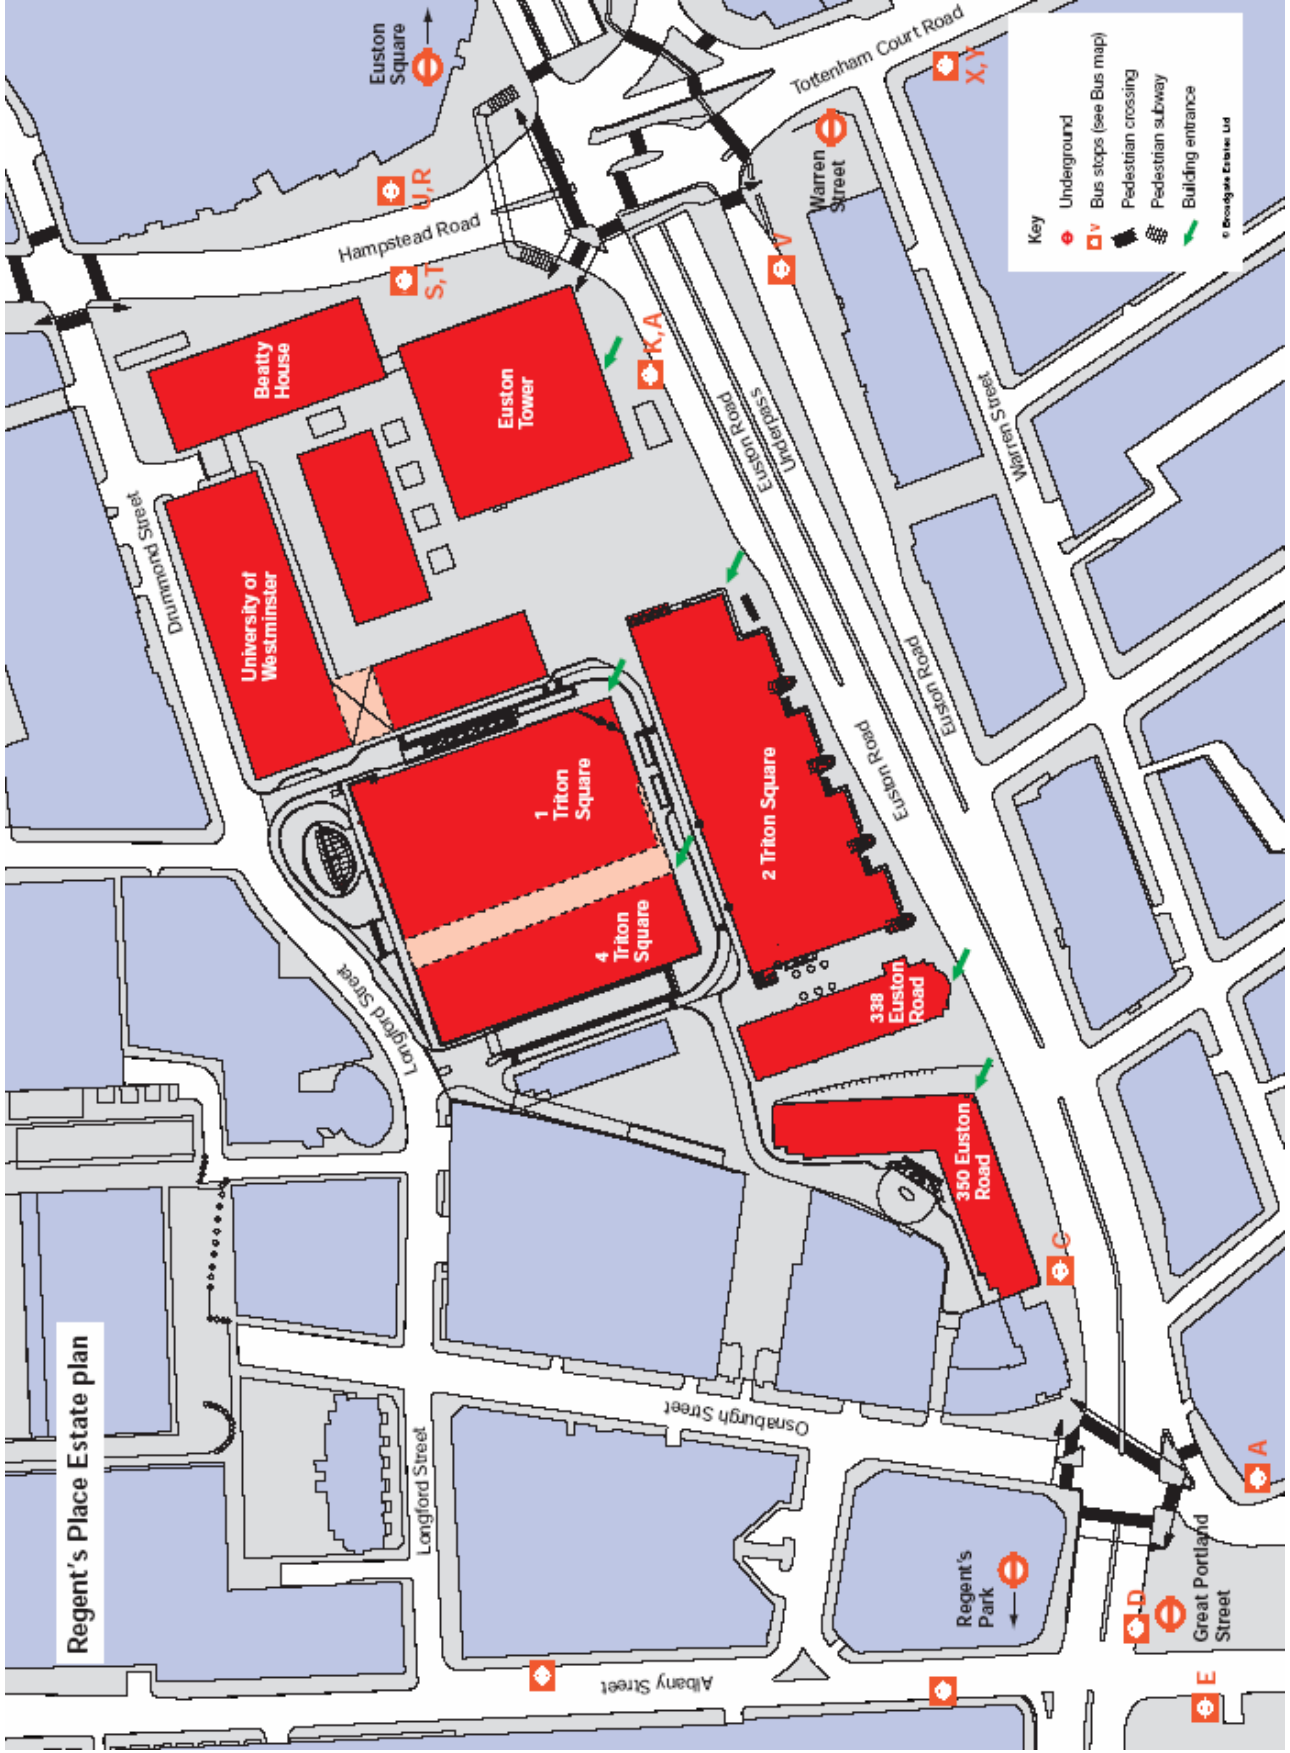 Regent's Place Estate plan
Euston
Square
U,R
S,T
Hampstead Road
Tottenham Court Road
X,Y
Warren
Street
V
K,A
Key
Underground
V
Bus stops (see Bus map)
Pedestrian crossing
Pedestrian subway
Building entrance
© Broadgate Estates Ltd
Beatty
House
Euston
Tower
University of
Westminster
Drummond Street
Euston Road
Underpass
Euston Road
Euston Road
Warren Street
1
Triton
Square
4
Triton
Square
2 Triton Square
338
Euston
Road
350 Euston
Road
Longford Street
Longford Street
Osnaburgh Street
Albany Street
C
A
D
E
Regent's
Park
Great Portland
Street